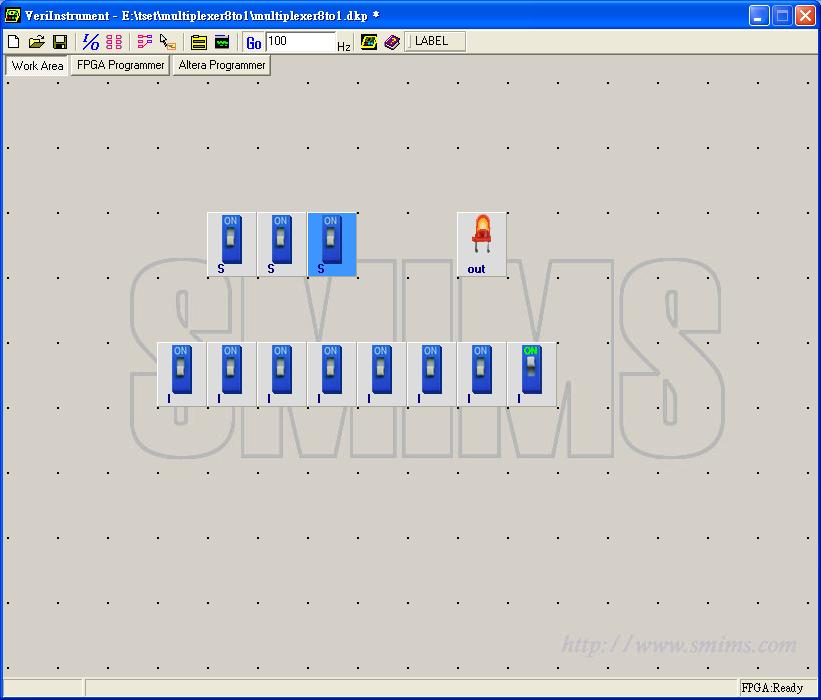 VeriInstrument - E:\tset\multiplexer8to1\multiplexer8to1.dkp *
I/O Go 100 Hz LABEL
Work Area FPGA Programmer Altera Programmer
ON ON ON
S S S out
SMIMS
ON ON ON ON ON ON ON ON
I I I I I I I I
http://www.smims.com
FPGA:Ready